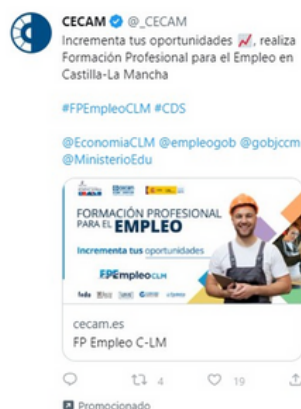 CECAM @_CECAM
Incrementa tus oportunidades 📈, realiza
Formación Profesional para el Empleo en
Castilla-La Mancha
#FPEmpleoCLM #CDS
@EconomiaCLM @empleogob @gobjccm
@MinisterioEdu
FORMACIÓN PROFESIONAL
PARA EL EMPLEO
Incrementa tus oportunidades
FPEmpleoCLM
cecam.es
FP Empleo C-LM
4 19
Promocionado